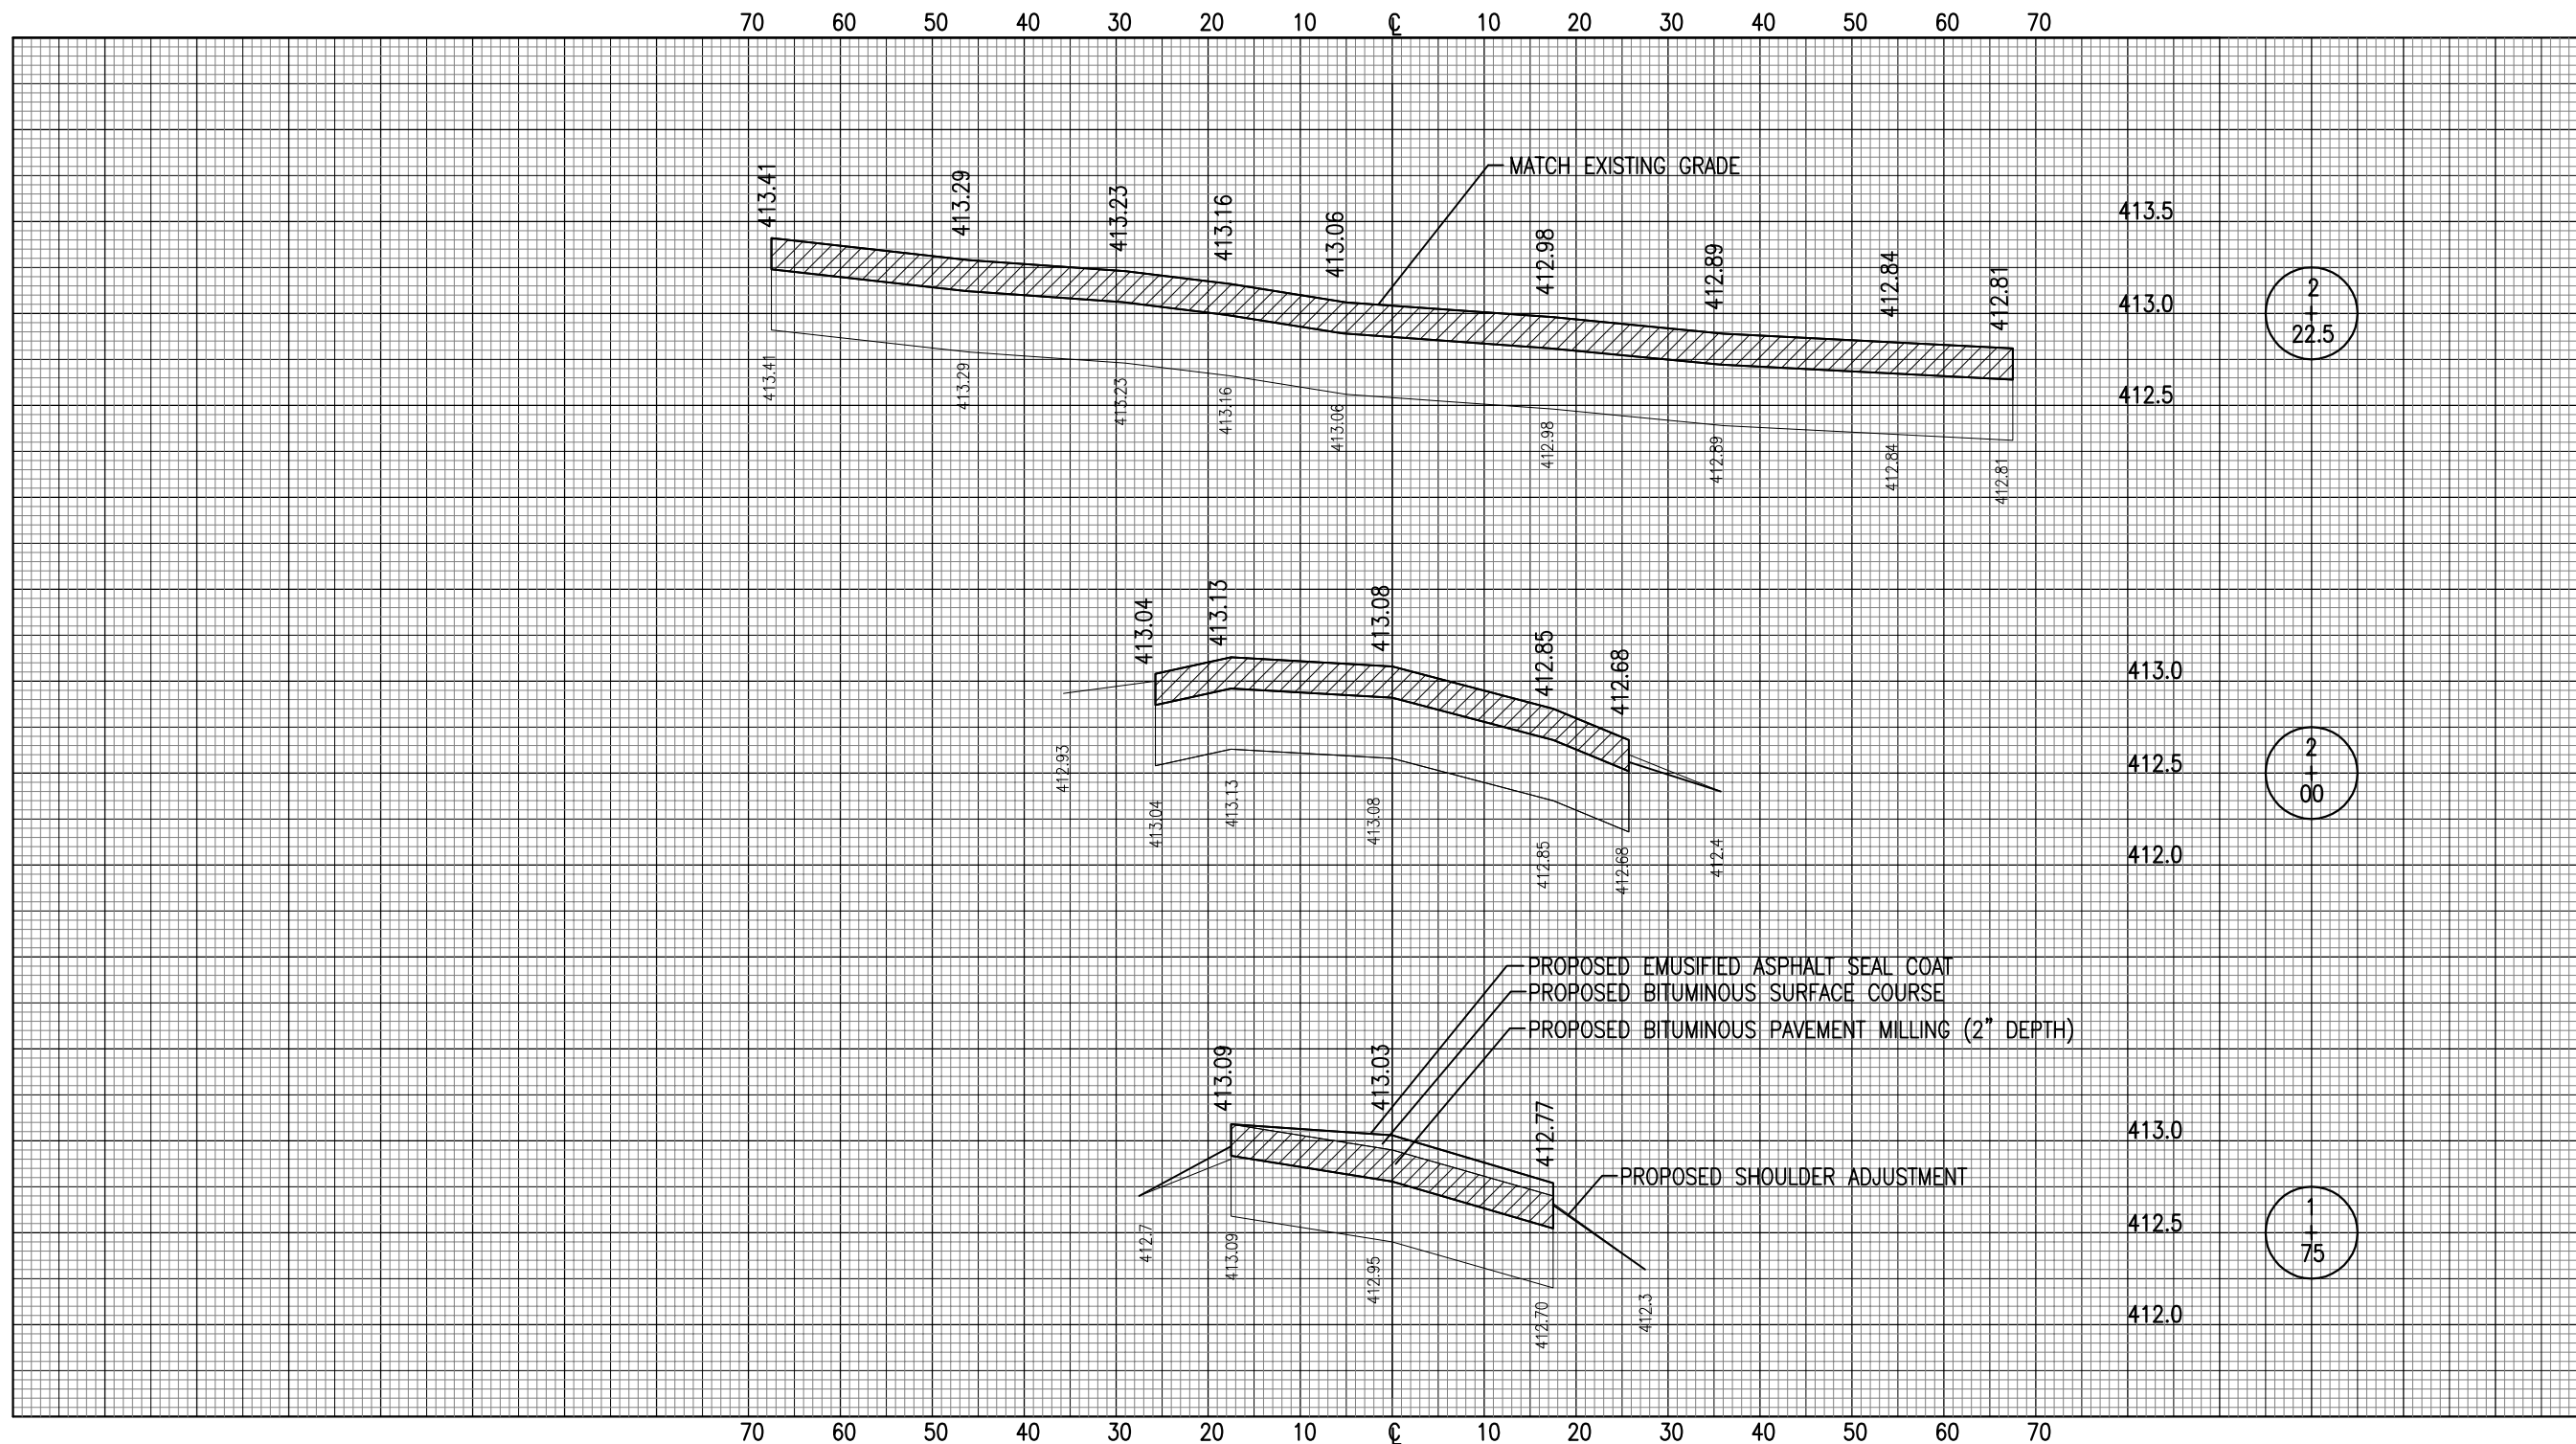 70 60 50 40 30 20 10 ℄ 10 20 30 40 50 60 70
MATCH EXISTING GRADE
413.41 413.29 413.23 413.16 413.06 412.98 412.89 412.84 412.81
413.5
413.0
412.5
2
+
22.5
413.41 413.29 413.23 413.16 413.06 412.98 412.89 412.84 412.81
413.04 413.13 413.08 412.85 412.68
413.0
412.5
412.0
2
+
00
412.93 413.04 413.13 413.08 412.85 412.68 412.4
PROPOSED EMUSIFIED ASPHALT SEAL COAT
PROPOSED BITUMINOUS SURFACE COURSE
PROPOSED BITUMINOUS PAVEMENT MILLING (2" DEPTH)
413.09 413.03 412.77
PROPOSED SHOULDER ADJUSTMENT
413.0
412.5
412.0
1
+
75
412.7 413.09 412.95 412.70 412.3
70 60 50 40 30 20 10 ℄ 10 20 30 40 50 60 70